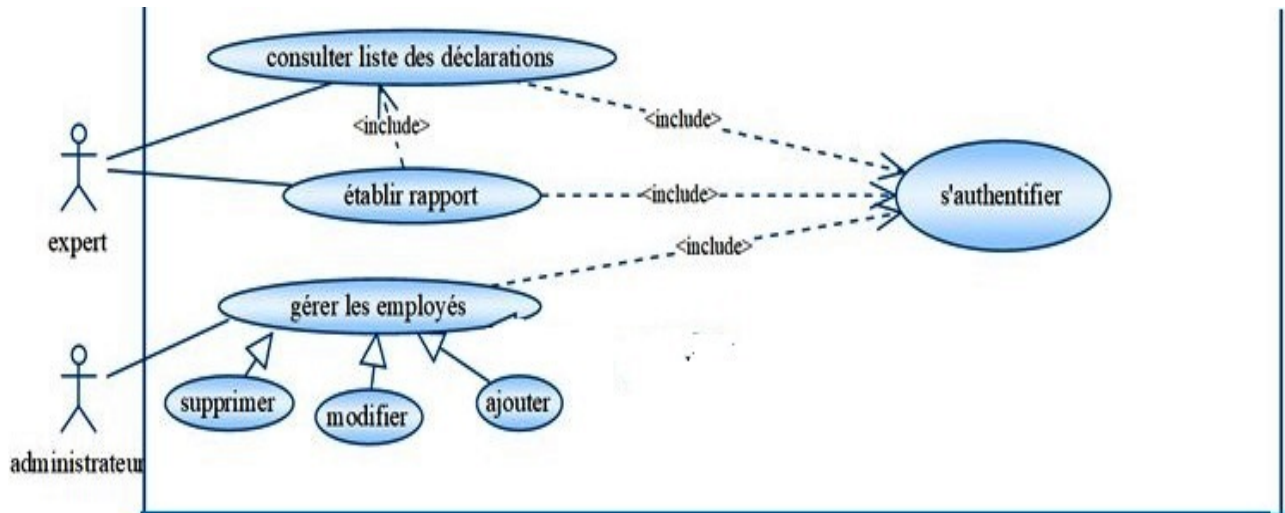 consulter liste des déclarations
<include>
<include>
établir rapport
<include>
s'authentifier
expert
<include>
gérer les employés
supprimer
modifier
ajouter
administrateur